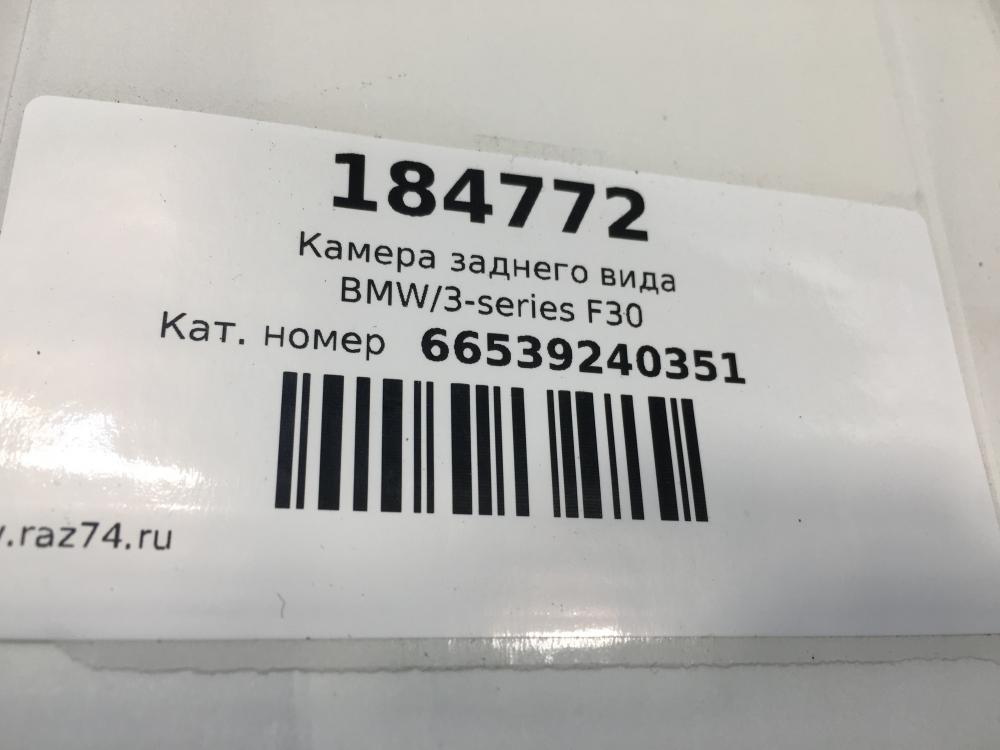 184772
Камера заднего вида
BMW/3-series F30
Кат. номер 66539240351
.raz74.ru